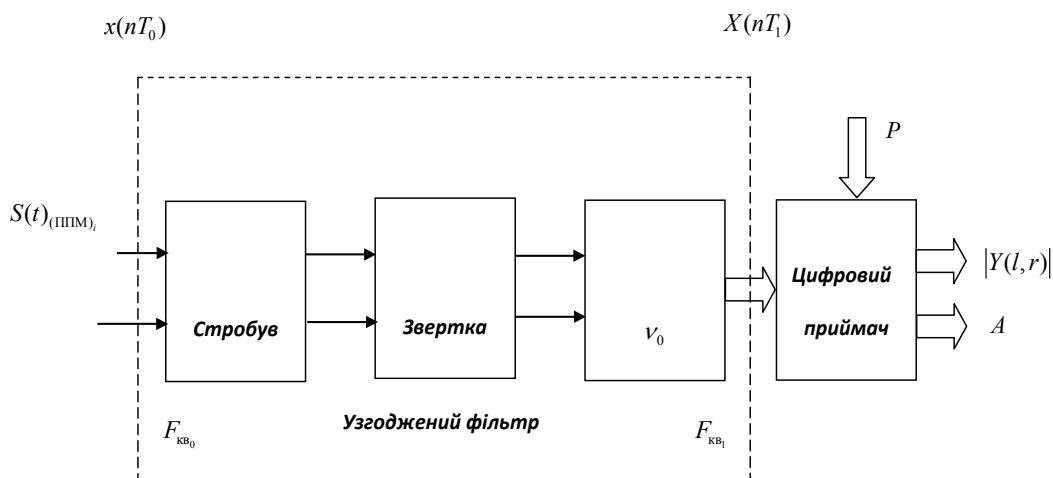 x(nT₀)
X(nT₁)
P
S(t)₍ППМ₎ᵢ
Стробув
Звертка
ν₀
Цифровий
приймач
|Y(l,r)|
A
Fкв₀
Узгоджений фільтр
Fкв₁